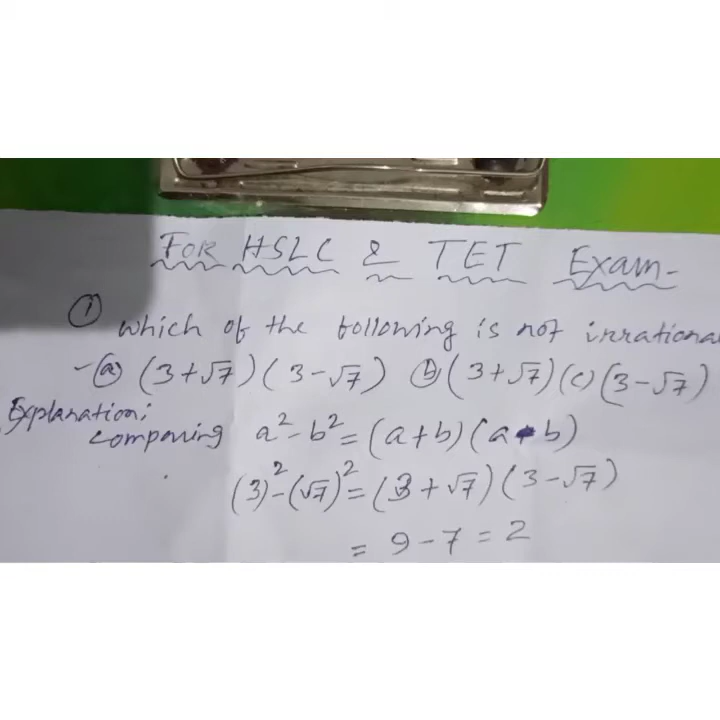 FOR HSLC & TET Exam-
① Which of the following is not irrationa
-(a) (3+√7)(3-√7) (b) (3+√7) (c) (3-√7)
Explanation;
comparing a²-b²=(a+b)(a-b)
(3)²-(√7)²=(3+√7)(3-√7)
= 9-7=2